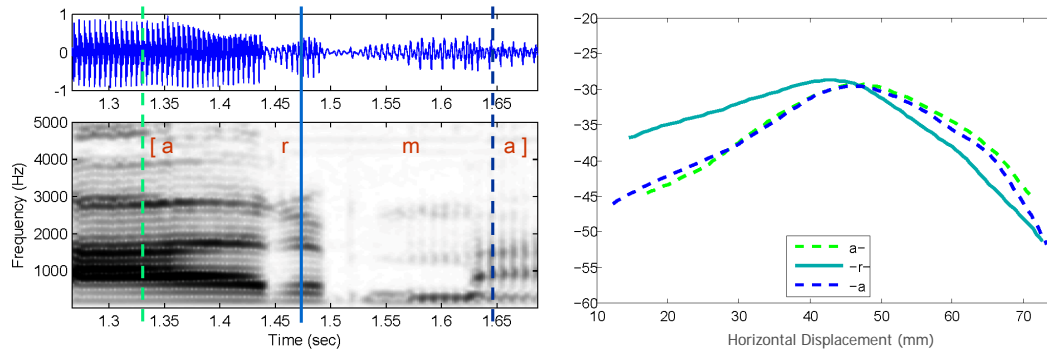 1
0
-1
1.3 1.35 1.4 1.45 1.5 1.55 1.6 1.65
5000
4000
3000
2000
1000
Frequency (Hz)
[ a r m a ]
1.3 1.35 1.4 1.45 1.5 1.55 1.6 1.65
Time (sec)
−20
−25
−30
−35
−40
−45
−50
−55
−60
a−
−r−
−a
10 20 30 40 50 60 70
Horizontal Displacement (mm)